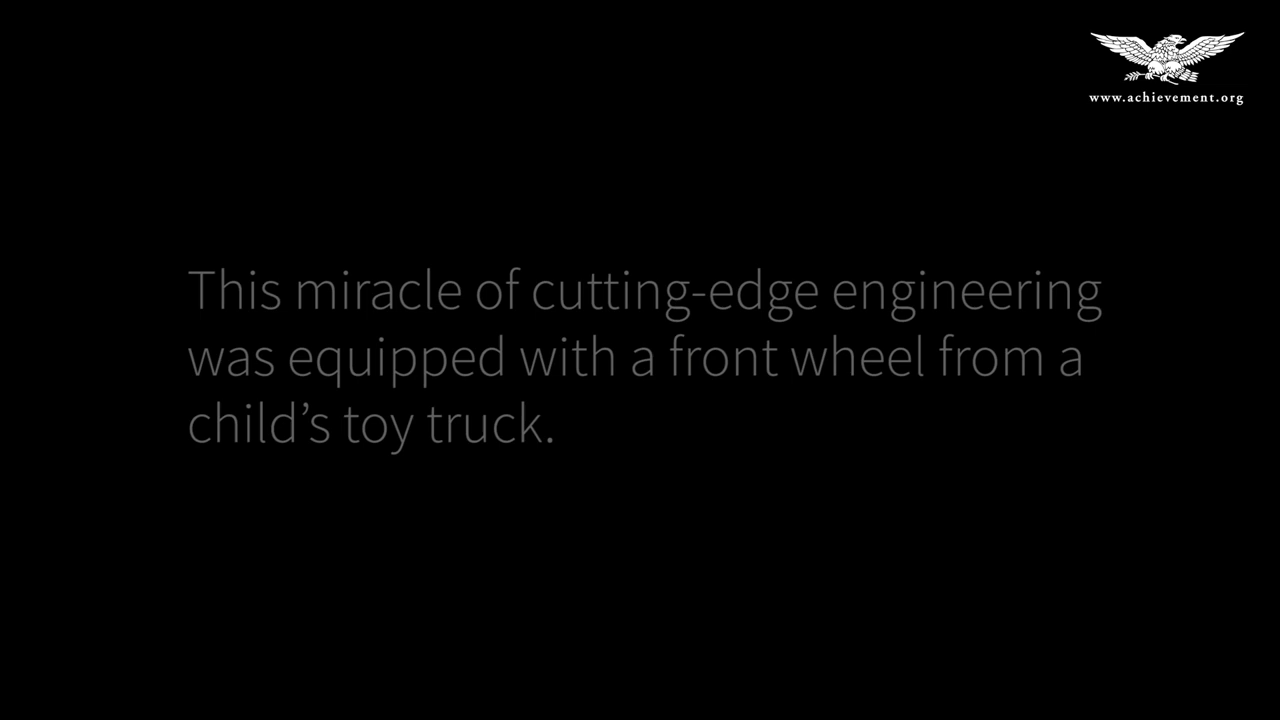 www.achievement.org
This miracle of cutting-edge engineering
was equipped with a front wheel from a
child’s toy truck.